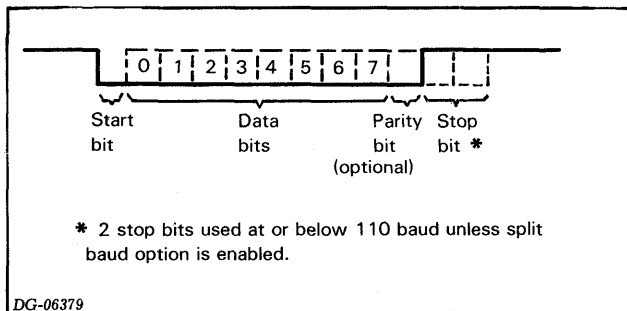 0 1 2 3 4 5 6 7
Start Data Parity Stop
bit bits bit bit *
(optional)
* 2 stop bits used at or below 110 baud unless split
baud option is enabled.
DG-06379